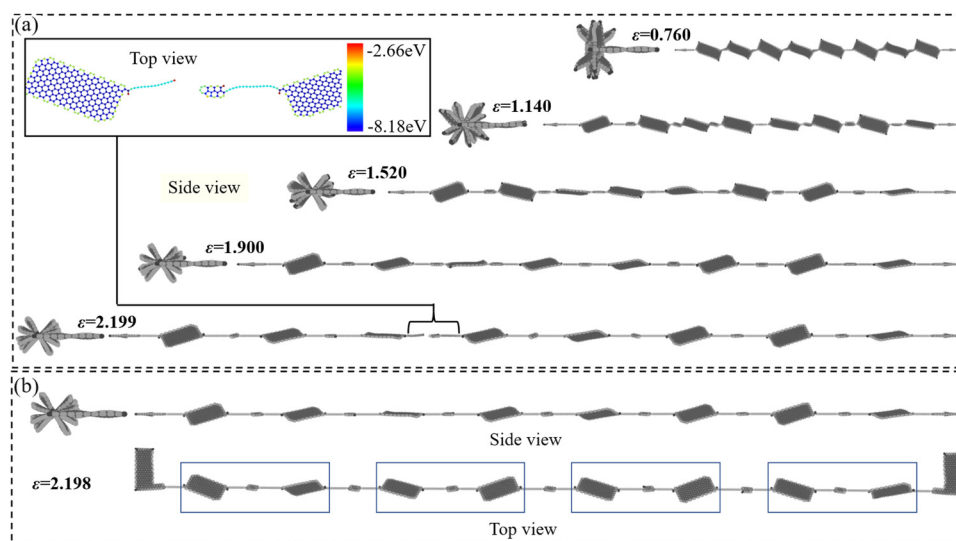 (a)
Top view
-2.66eV
-8.18eV
ε=0.760
ε=1.140
Side view
ε=1.520
ε=1.900
ε=2.199
(b)
Side view
ε=2.198
Top view